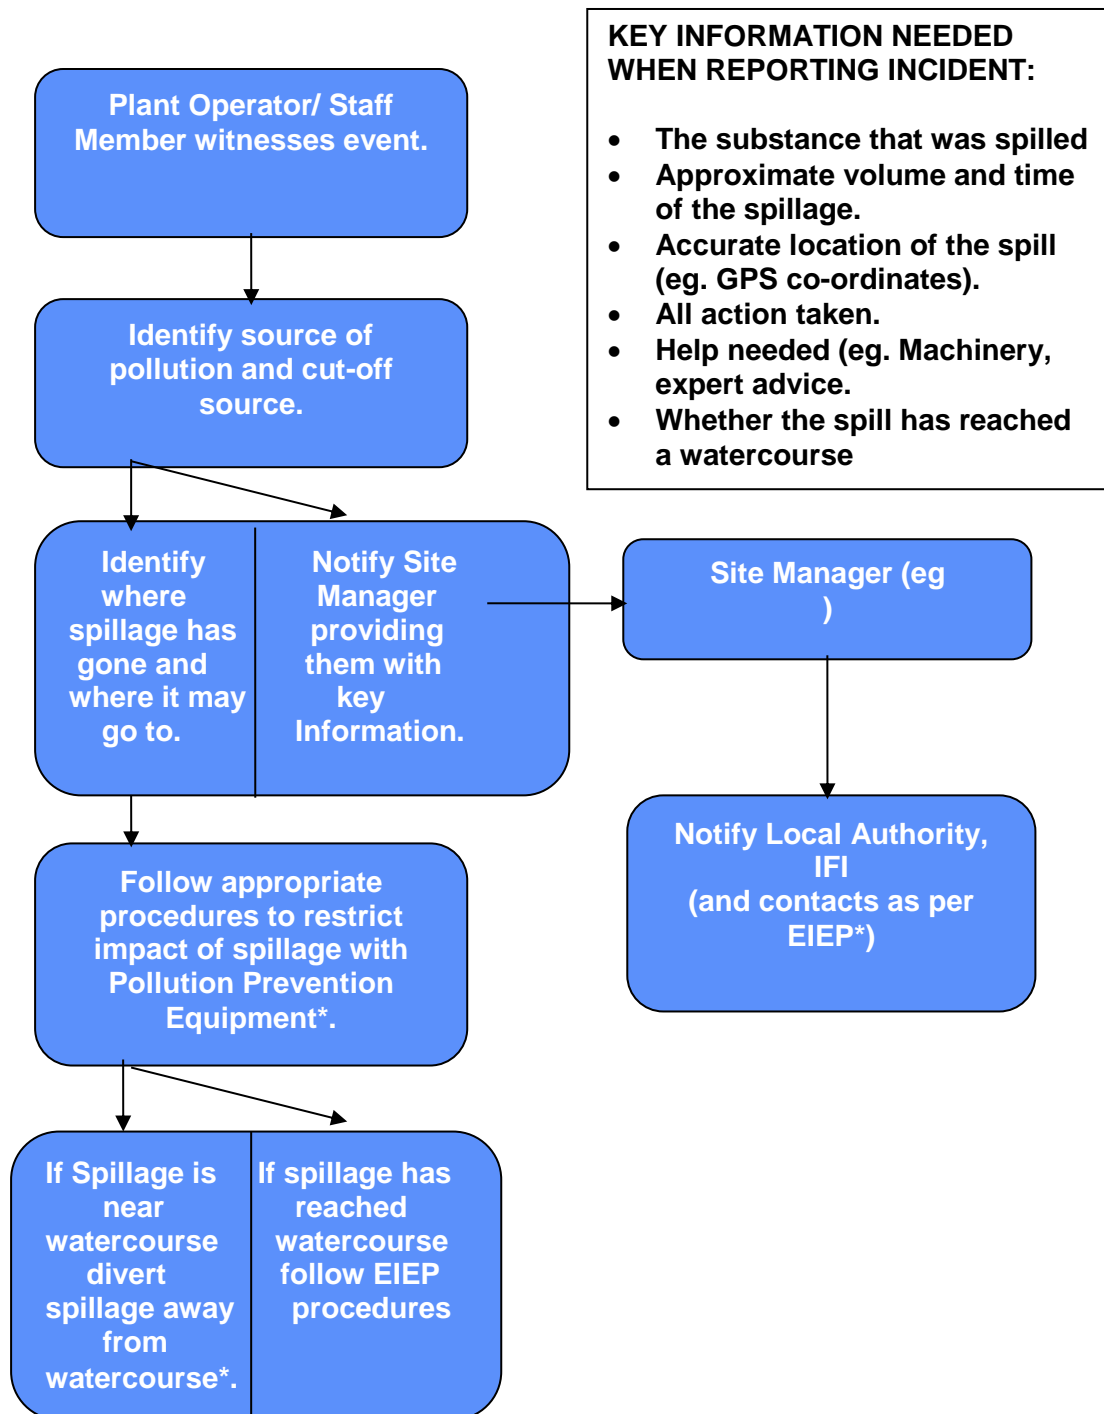 KEY INFORMATION NEEDED
WHEN REPORTING INCIDENT:
• The substance that was spilled
• Approximate volume and time
of the spillage.
• Accurate location of the spill
(eg. GPS co-ordinates).
• All action taken.
• Help needed (eg. Machinery,
expert advice.
• Whether the spill has reached
a watercourse
Plant Operator/ Staff
Member witnesses event.
Identify source of
pollution and cut-off
source.
Identify
where
spillage has
gone and
where it may
go to.
Notify Site
Manager
providing
them with
key
Information.
Site Manager (eg
)
Notify Local Authority,
IFI
(and contacts as per
EIEP*)
Follow appropriate
procedures to restrict
impact of spillage with
Pollution Prevention
Equipment*.
If Spillage is
near
watercourse
divert
spillage away
from
watercourse*.
If spillage has
reached
watercourse
follow EIEP
procedures